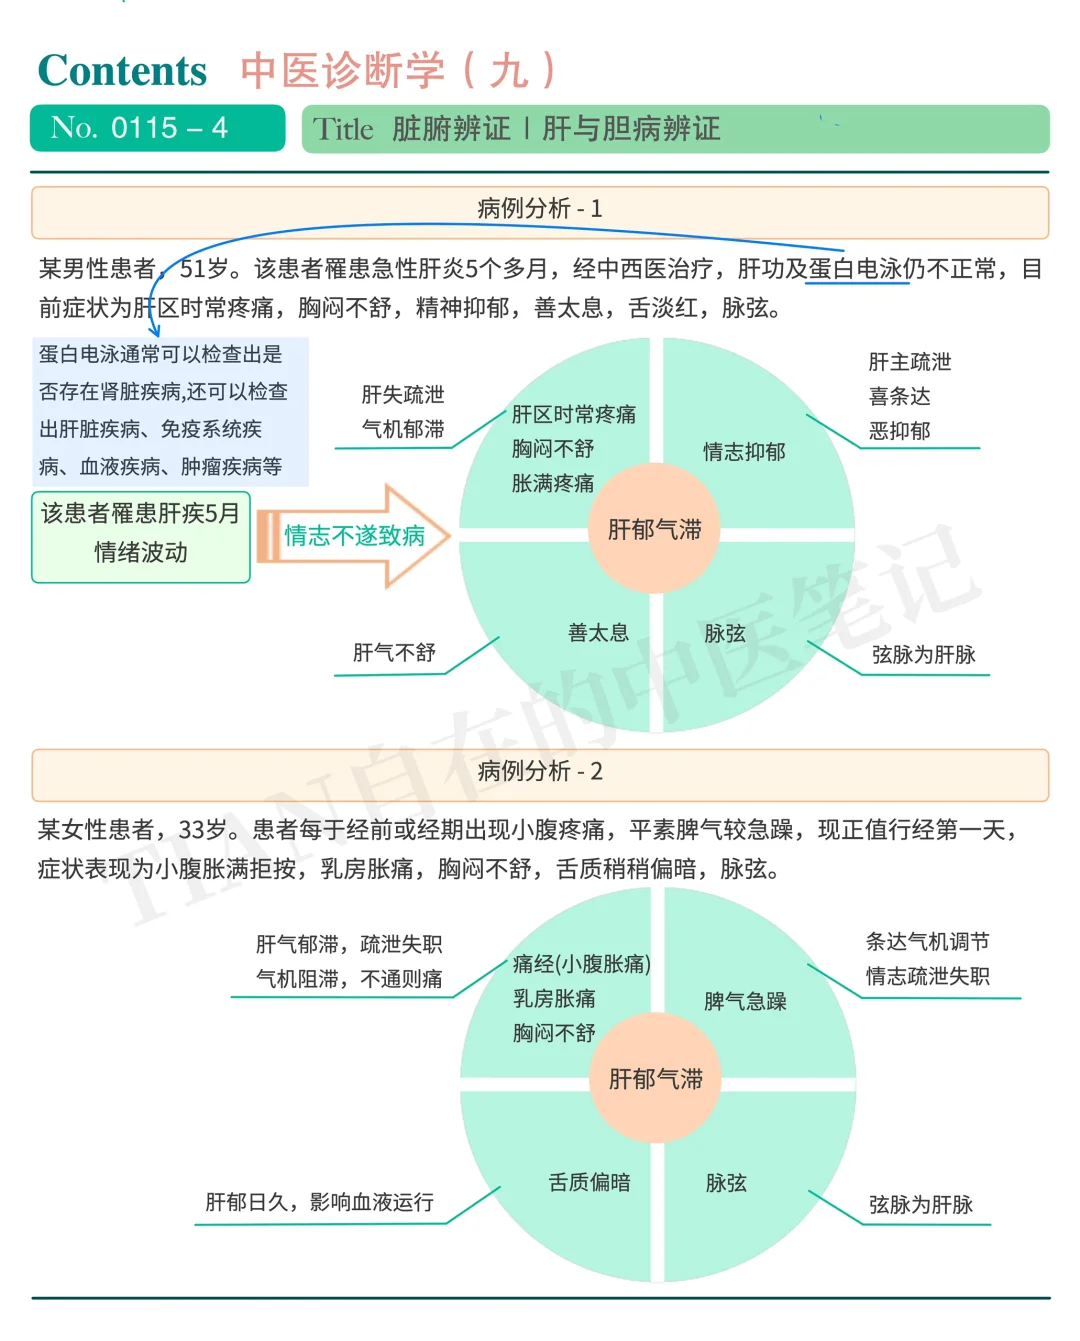 Contents 中医诊断学（九）
No. 0115 – 4
Title 脏腑辨证 | 肝与胆病辨证
病例分析 - 1
某男性患者，51岁。该患者罹患急性肝炎5个多月，经中西医治疗，肝功及蛋白电泳仍不正常，目
前症状为肝区时常疼痛，胸闷不舒，精神抑郁，善太息，舌淡红，脉弦。
蛋白电泳通常可以检查出是
否存在肾脏疾病,还可以检查
出肝脏疾病、免疫系统疾
病、血液疾病、肿瘤疾病等
该患者罹患肝疾5月
情绪波动
情志不遂致病
肝失疏泄
气机郁滞
肝区时常疼痛
胸闷不舒
胀满疼痛
情志抑郁
肝主疏泄
喜条达
恶抑郁
肝郁气滞
肝气不舒
善太息
脉弦
弦脉为肝脉
TIAN自在的中医笔记
病例分析 - 2
某女性患者，33岁。患者每于经前或经期出现小腹疼痛，平素脾气较急躁，现正值行经第一天，
症状表现为小腹胀满拒按，乳房胀痛，胸闷不舒，舌质稍稍偏暗，脉弦。
肝气郁滞，疏泄失职
气机阻滞，不通则痛
痛经(小腹胀痛)
乳房胀痛
胸闷不舒
脾气急躁
条达气机调节
情志疏泄失职
肝郁气滞
肝郁日久，影响血液运行
舌质偏暗
脉弦
弦脉为肝脉